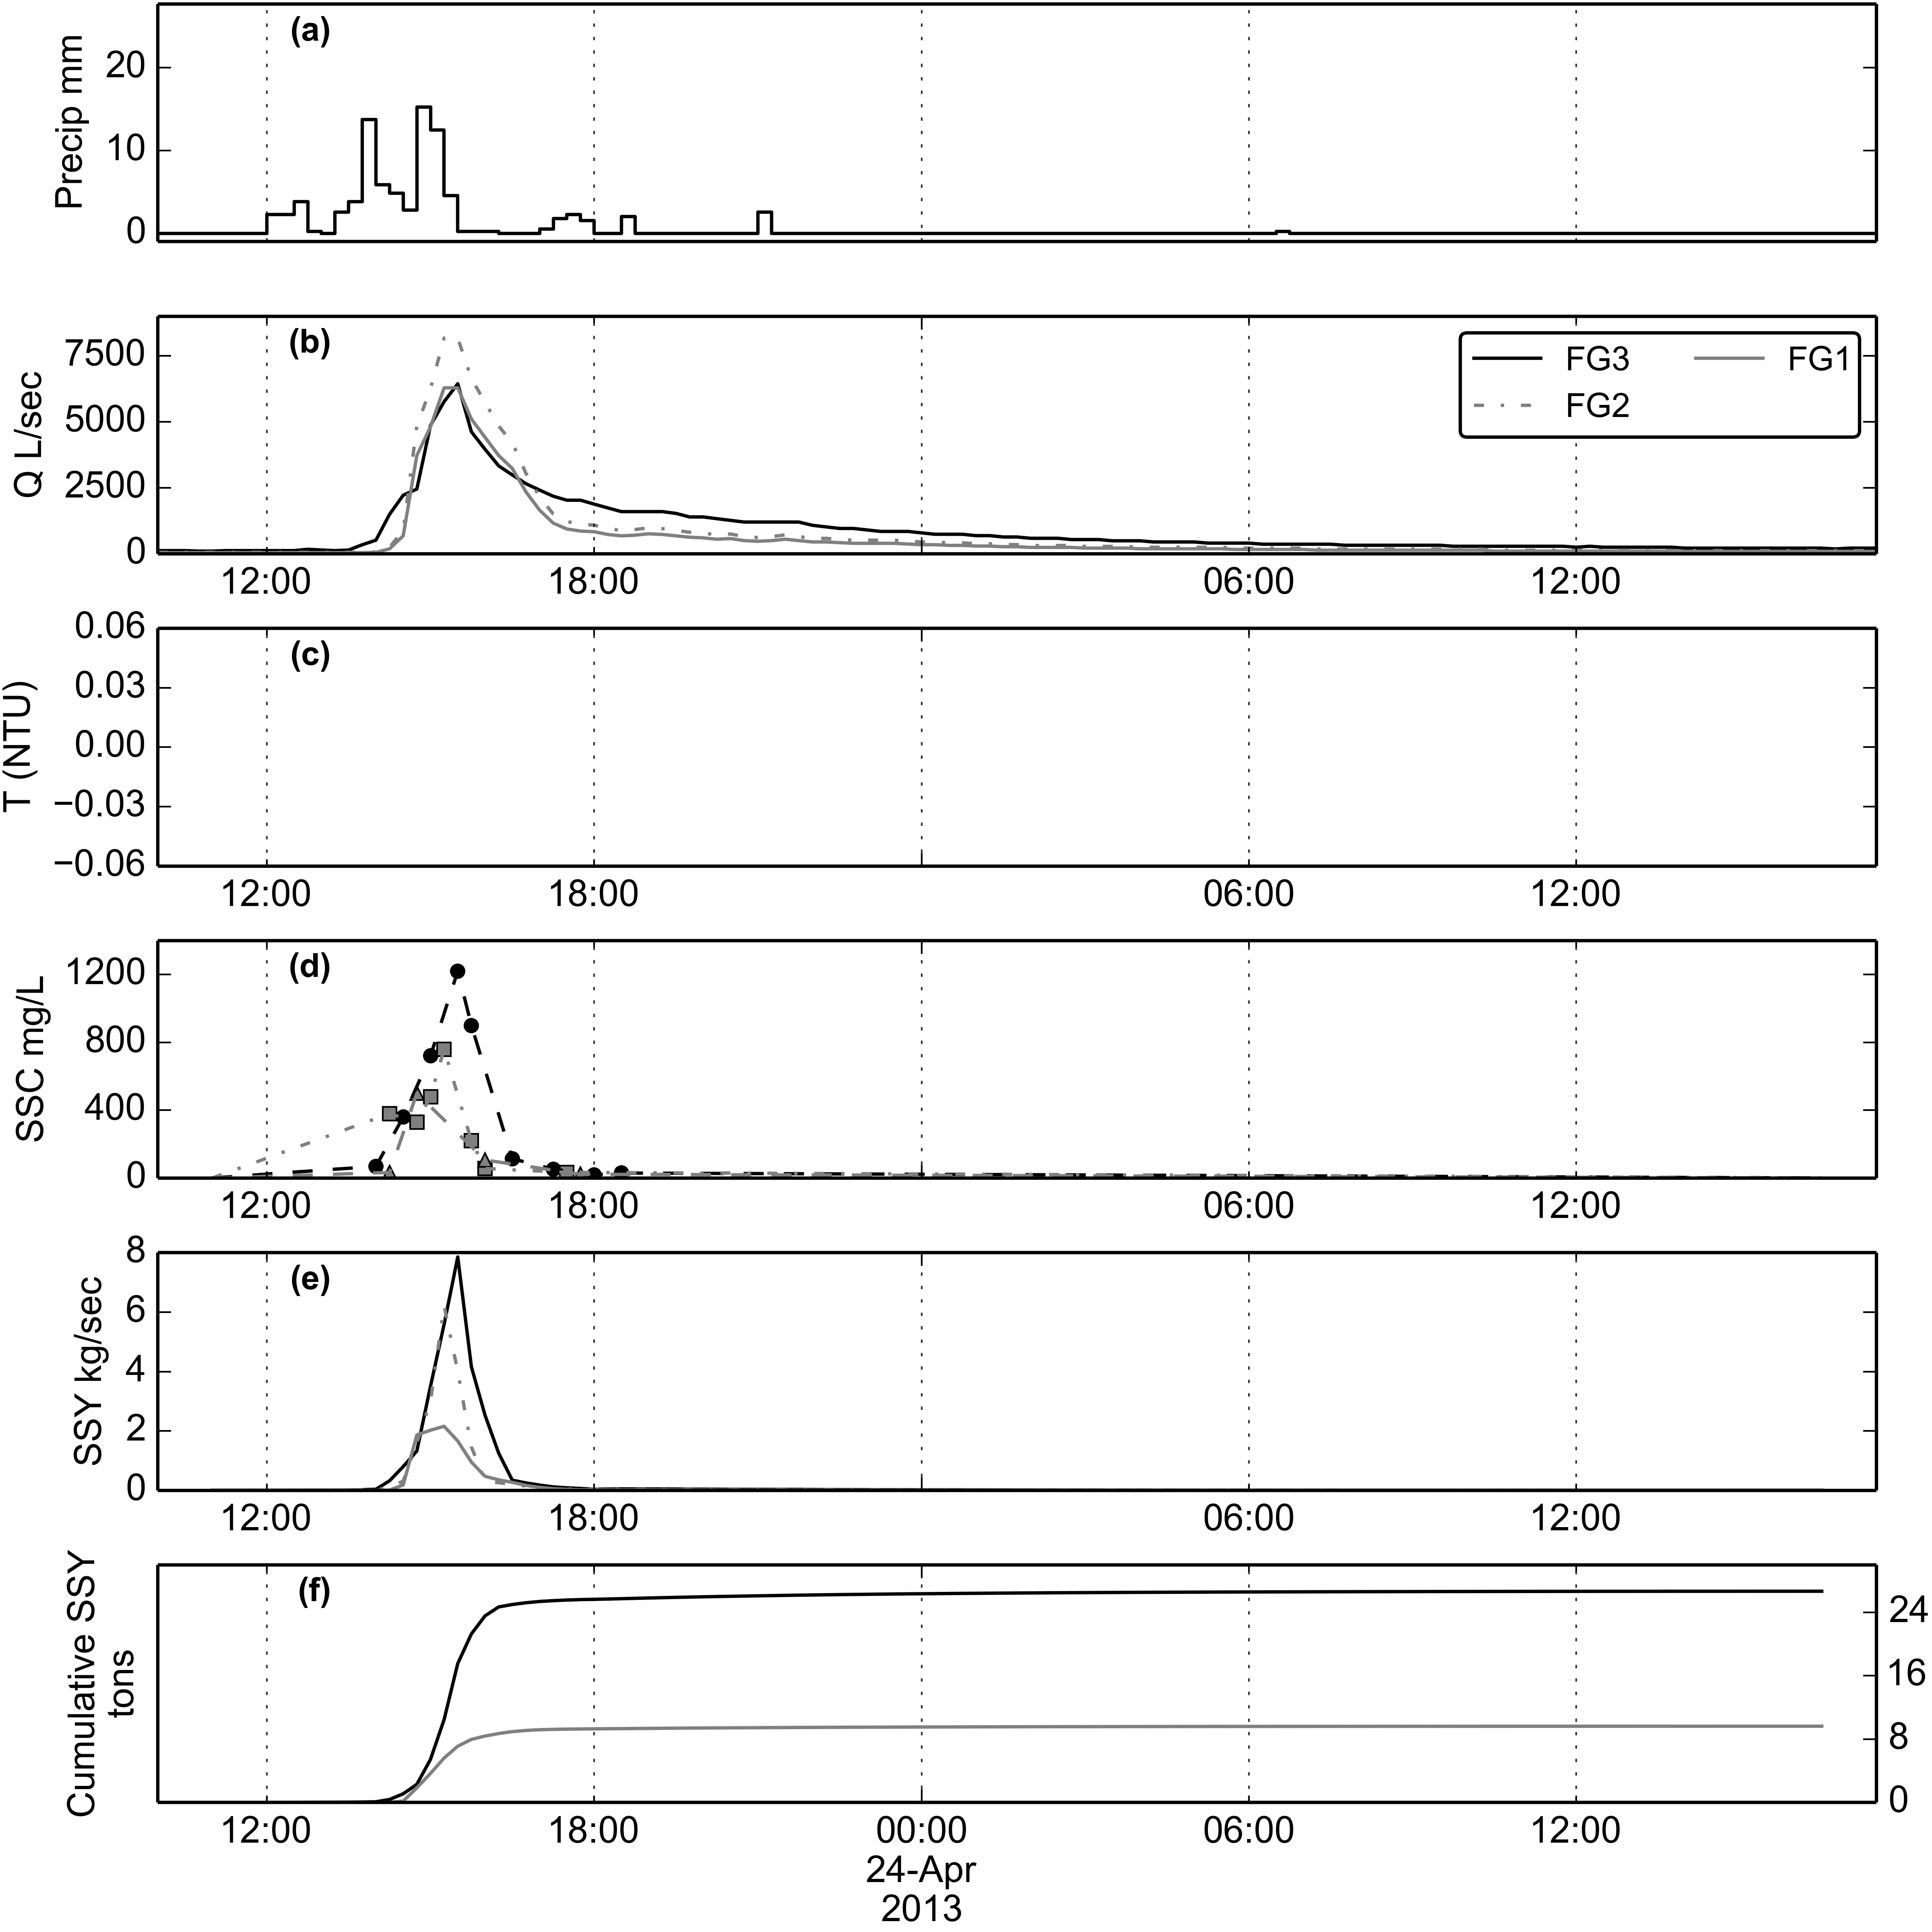 (a)
Precip mm
20
10
0
(b)
Q L/sec
7500
5000
2500
0
FG3 FG1
FG2
12:00 18:00 06:00 12:00
(c)
T (NTU)
0.06
0.03
0.00
−0.03
−0.06
12:00 18:00 06:00 12:00
(d)
SSC mg/L
1200
800
400
0
12:00 18:00 06:00 12:00
(e)
SSY kg/sec
8
6
4
2
0
12:00 18:00 06:00 12:00
(f)
Cumulative SSY
tons
24
16
8
0
12:00 18:00 00:00 06:00 12:00
24-Apr
2013